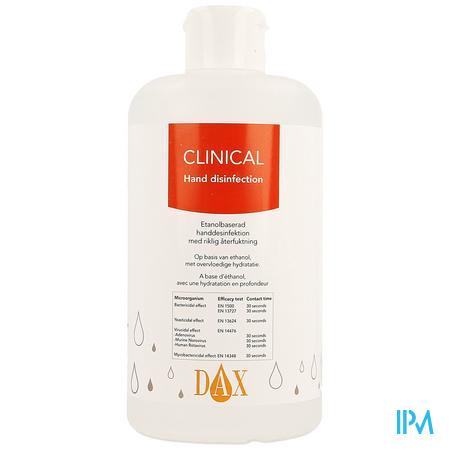 CLINICAL
Hand disinfection
Etanolbaserad
handdesinfektion
med riklig återfuktning
Op basis van ethanol,
met overvloedige hydratatie.
A base d'éthanol,
avec une hydratation en profondeur
Microorganism Efficacy test Contact time
Bactericidal effect EN 1500 30 seconds
EN 13727 30 seconds
Yeasticidal effect EN 13624 30 seconds
Virucidal effect EN 14476
-Adenovirus 30 seconds
-Murine Norovirus 30 seconds
-Human Rotavirus 30 seconds
Mycobactericidal effect EN 14348 30 seconds
DAX
IPM